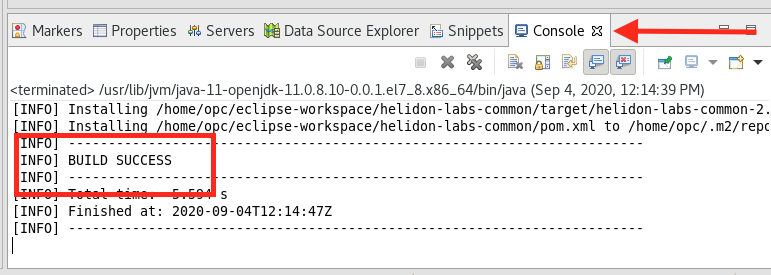 Markers Properties Servers Data Source Explorer Snippets Console
<terminated> /usr/lib/jvm/java-11-openjdk-11.0.8.10-0.0.1.el7_8.x86_64/bin/java (Sep 4, 2020, 12:14:39 PM)
[INFO] Installing /home/opc/eclipse-workspace/helidon-labs-common/target/helidon-labs-common-2.
[INFO] Installing /home/opc/eclipse-workspace/helidon-labs-common/pom.xml to /home/opc/.m2/repo
[INFO] ------------------------------------------------------------------------
[INFO] BUILD SUCCESS
[INFO] ------------------------------------------------------------------------
[INFO] Total time: 5.594 s
[INFO] Finished at: 2020-09-04T12:14:47Z
[INFO] ------------------------------------------------------------------------